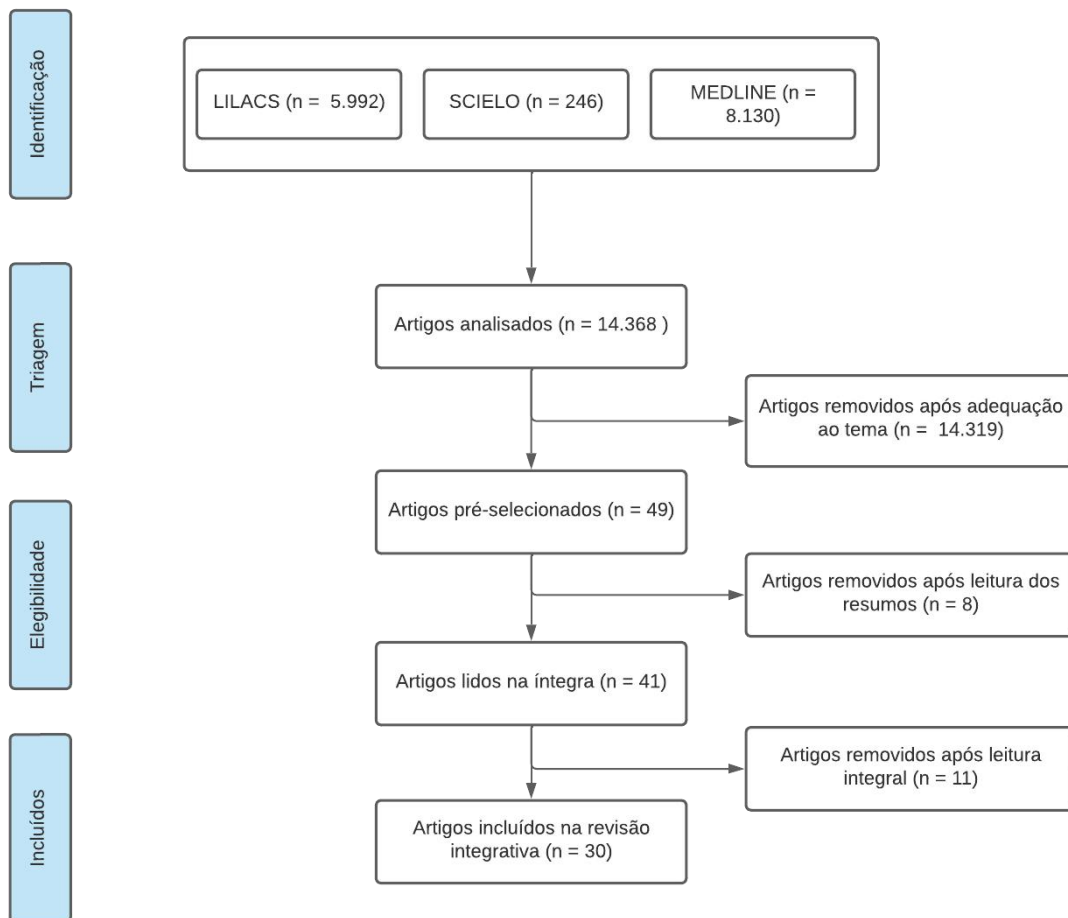 Identificação
LILACS (n =  5.992)
SCIELO (n = 246)
MEDLINE (n =
8.130)
Triagem
Artigos analisados (n = 14.368 )
Artigos removidos após adequação
ao tema (n =  14.319)
Artigos pré-selecionados (n = 49)
Elegibilidade
Artigos removidos após leitura dos
resumos (n = 8)
Artigos lidos na íntegra (n = 41)
Incluídos
Artigos removidos após leitura
integral (n = 11)
Artigos incluídos na revisão
integrativa (n = 30)